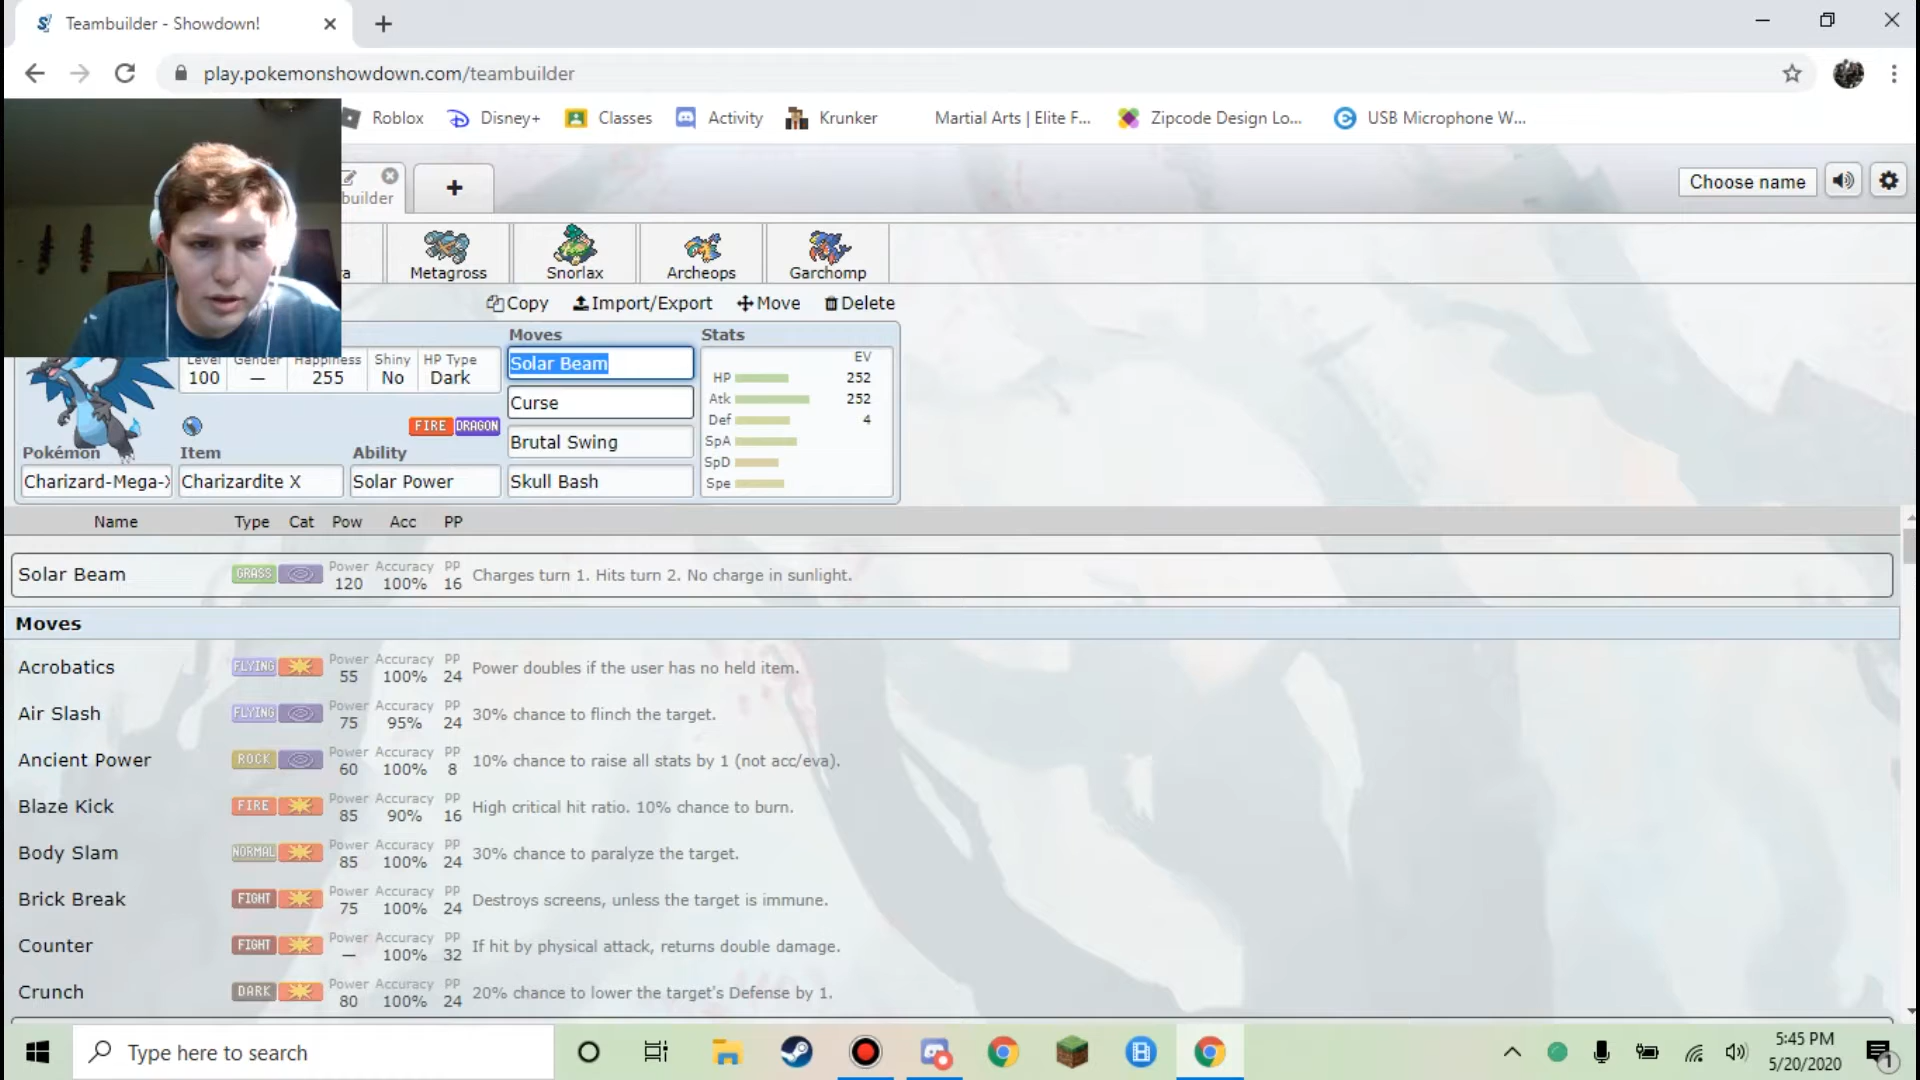 Teambuilder - Showdown!
play.pokemonshowdown.com/teambuilder
Roblox Disney+ Classes Activity Krunker Martial Arts | Elite F... Zipcode Design Lo... USB Microphone W...
builder
Choose name
a Metagross Snorlax Archeops Garchomp
Copy Import/Export Move Delete
Moves Stats
Level Gender Happiness Shiny HP Type
100 — 255 No Dark
Solar Beam
EV
HP 252
Atk 252
Curse
Def 4
FIRE DRAGON
Brutal Swing
SpA
SpD
Pokémon Item Ability
Charizard-Mega-X Charizardite X Solar Power Skull Bash
Spe
Name Type Cat Pow Acc PP
Solar Beam GRASS Power 120 Accuracy 100% PP 16 Charges turn 1. Hits turn 2. No charge in sunlight.
Moves
Acrobatics FLYING Power 55 Accuracy 100% PP 24 Power doubles if the user has no held item.
Air Slash FLYING Power 75 Accuracy 95% PP 24 30% chance to flinch the target.
Ancient Power ROCK Power 60 Accuracy 100% PP 8 10% chance to raise all stats by 1 (not acc/eva).
Blaze Kick FIRE Power 85 Accuracy 90% PP 16 High critical hit ratio. 10% chance to burn.
Body Slam NORMAL Power 85 Accuracy 100% PP 24 30% chance to paralyze the target.
Brick Break FIGHT Power 75 Accuracy 100% PP 24 Destroys screens, unless the target is immune.
Counter FIGHT Power — Accuracy 100% PP 32 If hit by physical attack, returns double damage.
Crunch DARK Power 80 Accuracy 100% PP 24 20% chance to lower the target's Defense by 1.
Type here to search
5:45 PM
5/20/2020
1